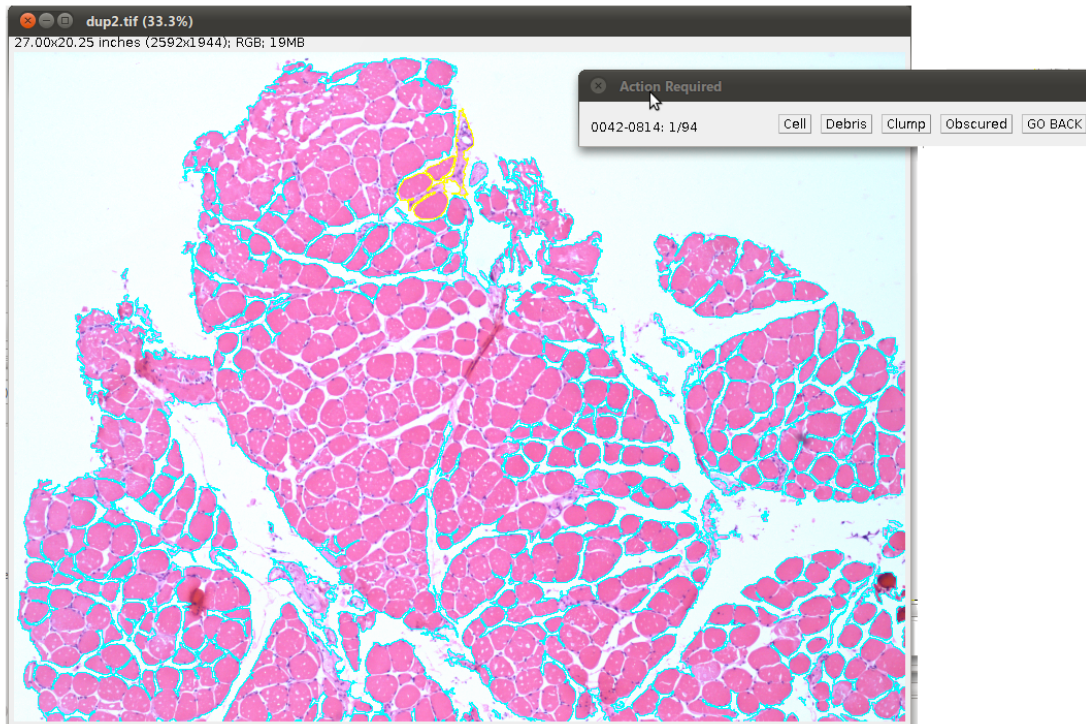 dup2.tif (33.3%)
27.00x20.25 inches (2592x1944); RGB; 19MB
Action Required
0042-0814: 1/94
Cell Debris Clump Obscured GO BACK